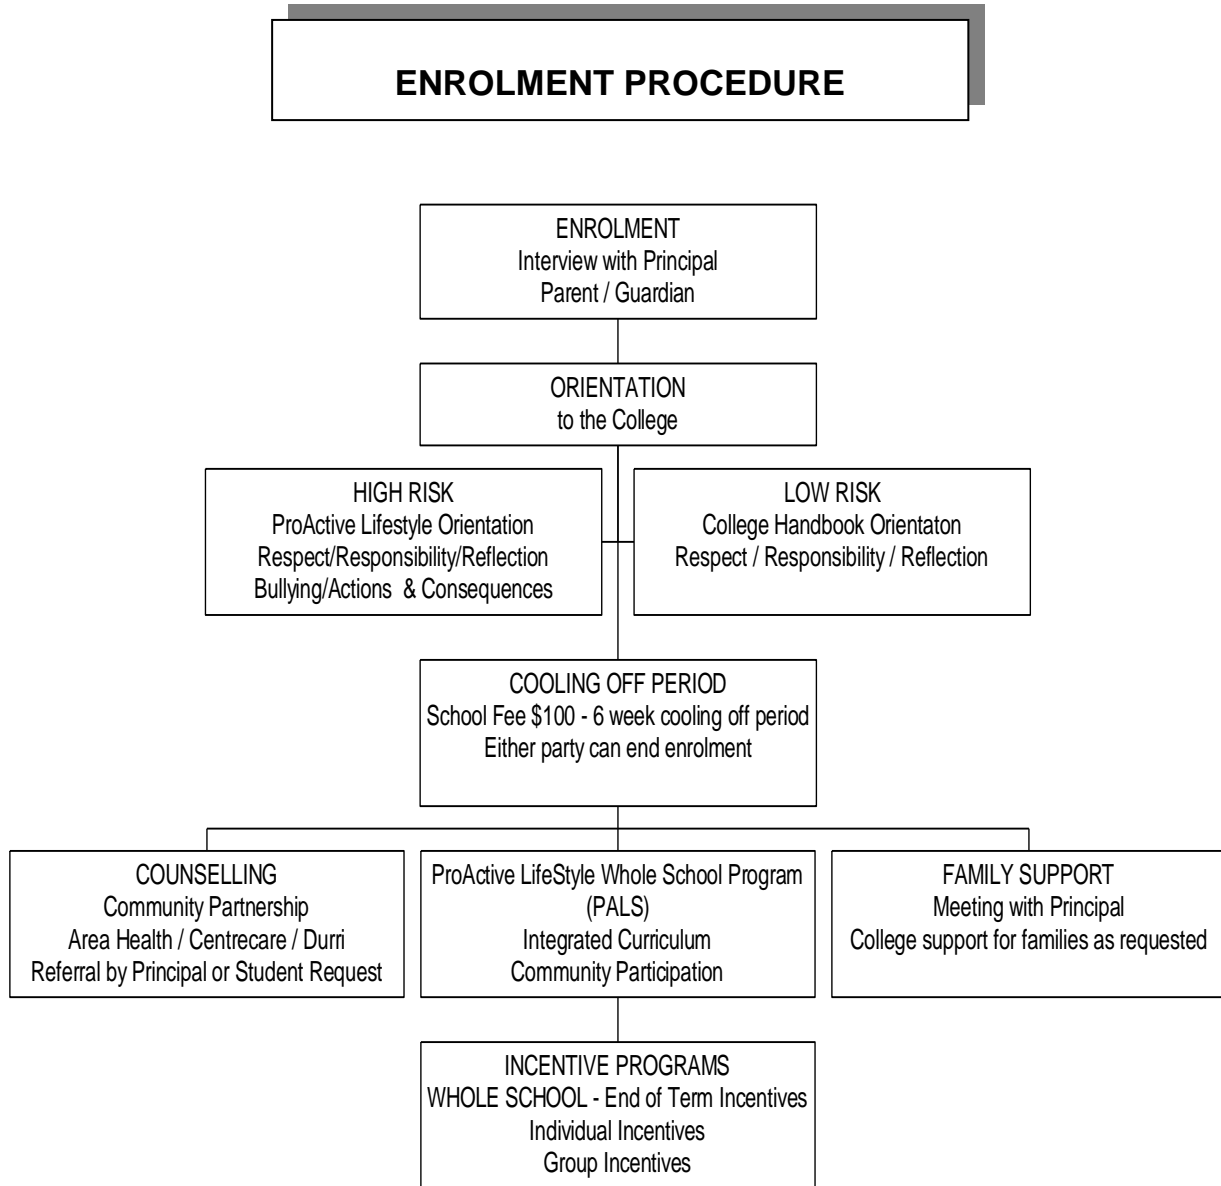 ENROLMENT PROCEDURE
ENROLMENT
Interview with Principal
Parent / Guardian
ORIENTATION
to the College
HIGH RISK
ProActive Lifestyle Orientation
Respect/Responsibility/Reflection
Bullying/Actions & Consequences
LOW RISK
College Handbook Orientaton
Respect / Responsibility / Reflection
COOLING OFF PERIOD
School Fee $100 - 6 week cooling off period
Either party can end enrolment
COUNSELLING
Community Partnership
Area Health / Centrecare / Durri
Referral by Principal or Student Request
ProActive LifeStyle Whole School Program
(PALS)
Integrated Curriculum
Community Participation
FAMILY SUPPORT
Meeting with Principal
College support for families as requested
INCENTIVE PROGRAMS
WHOLE SCHOOL - End of Term Incentives
Individual Incentives
Group Incentives